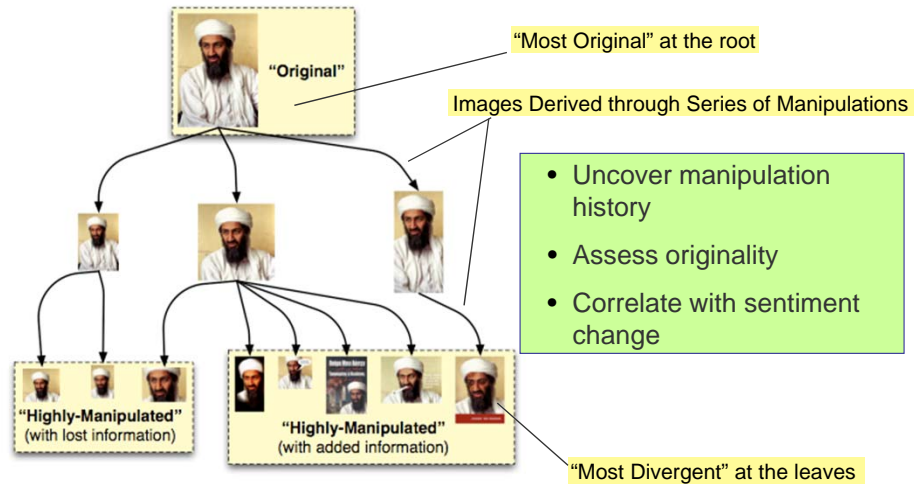 “Most Original” at the root
“Original”
Images Derived through Series of Manipulations
• Uncover manipulation
history
• Assess originality
• Correlate with sentiment
change
“Highly-Manipulated”
(with lost information)
“Highly-Manipulated”
(with added information)
“Most Divergent” at the leaves